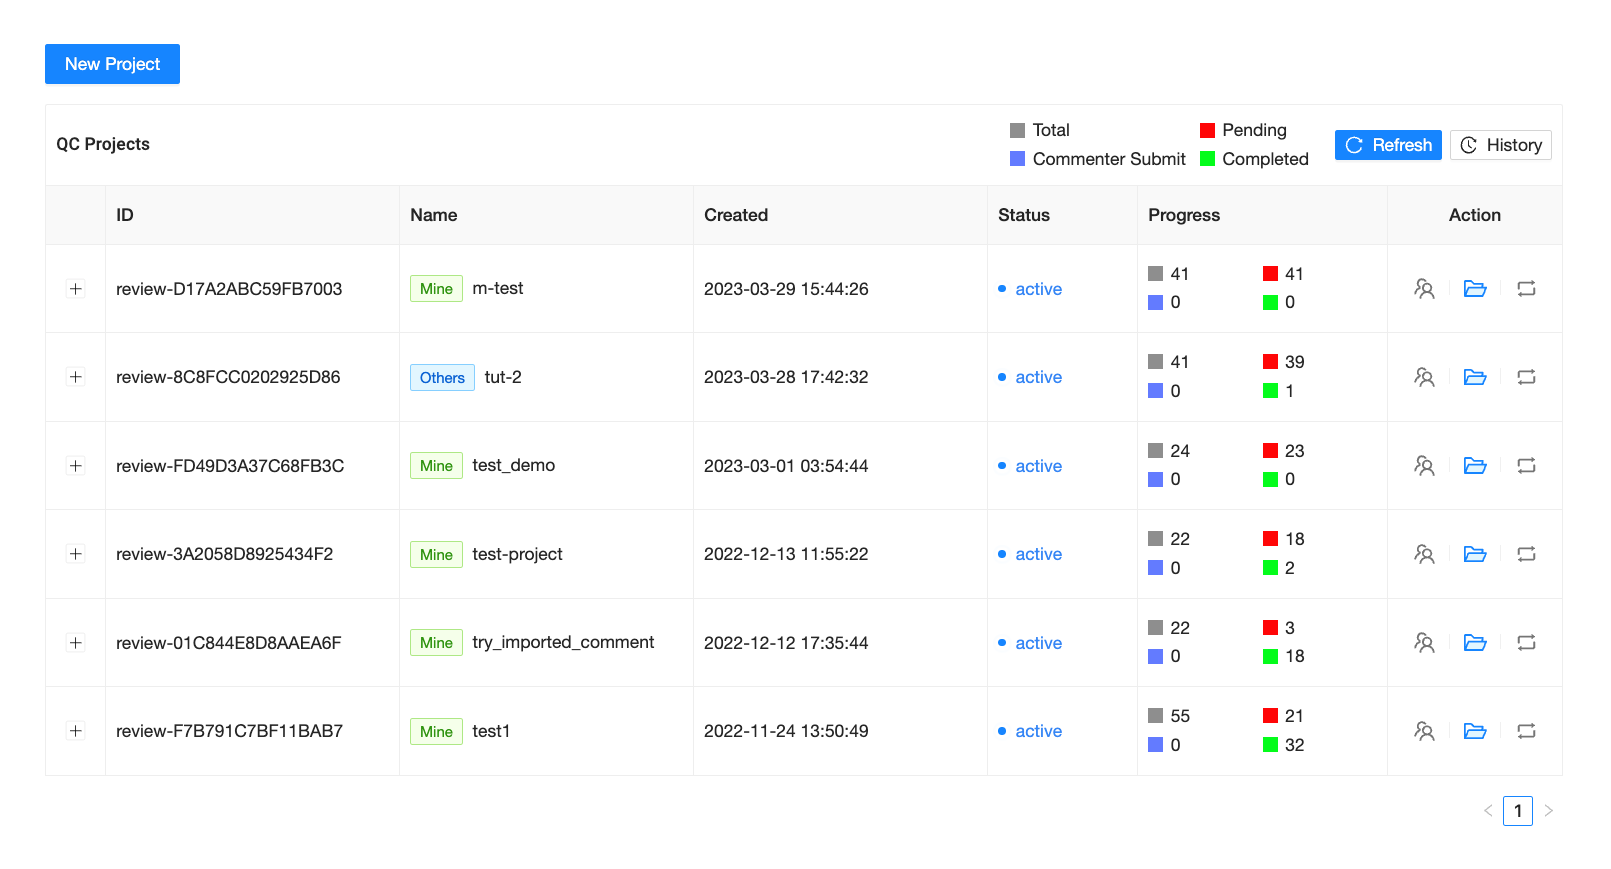 New Project
QC Projects
Total
Pending
Commenter Submit
Completed
Refresh
History
ID Name Created Status Progress Action
review-D17A2ABC59FB7003 Mine m-test 2023-03-29 15:44:26 active 41 41
0 0
review-8C8FCC0202925D86 Others tut-2 2023-03-28 17:42:32 active 41 39
0 1
review-FD49D3A37C68FB3C Mine test_demo 2023-03-01 03:54:44 active 24 23
0 0
review-3A2058D8925434F2 Mine test-project 2022-12-13 11:55:22 active 22 18
0 2
review-01C844E8D8AAEA6F Mine try_imported_comment 2022-12-12 17:35:44 active 22 3
0 18
review-F7B791C7BF11BAB7 Mine test1 2022-11-24 13:50:49 active 55 21
0 32
< 1 >